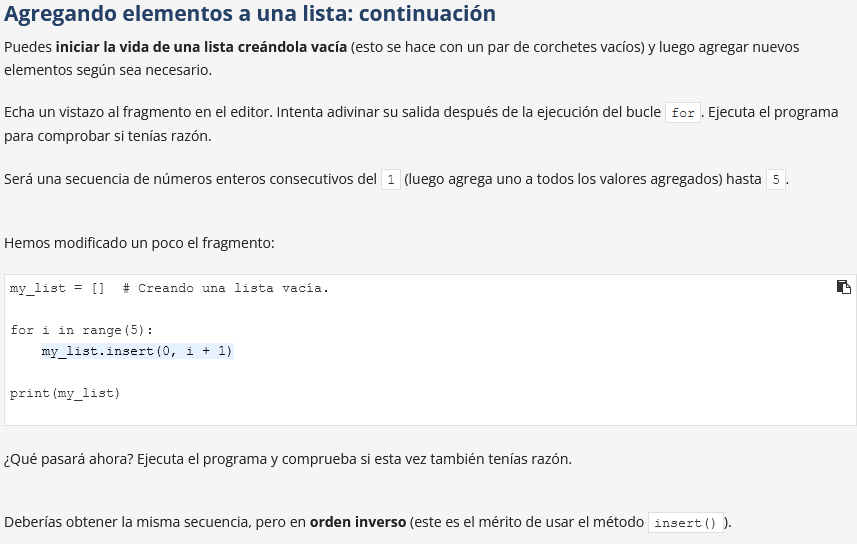 Agregando elementos a una lista: continuación
Puedes iniciar la vida de una lista creándola vacía (esto se hace con un par de corchetes vacíos) y luego agregar nuevos
elementos según sea necesario.
Echa un vistazo al fragmento en el editor. Intenta adivinar su salida después de la ejecución del bucle for. Ejecuta el programa
para comprobar si tenías razón.
Será una secuencia de números enteros consecutivos del 1 (luego agrega uno a todos los valores agregados) hasta 5.
Hemos modificado un poco el fragmento:
my_list = []  # Creando una lista vacía.
for i in range(5):
    my_list.insert(0, i + 1)
print(my_list)
¿Qué pasará ahora? Ejecuta el programa y comprueba si esta vez también tenías razón.
Deberías obtener la misma secuencia, pero en orden inverso (este es el mérito de usar el método insert()).